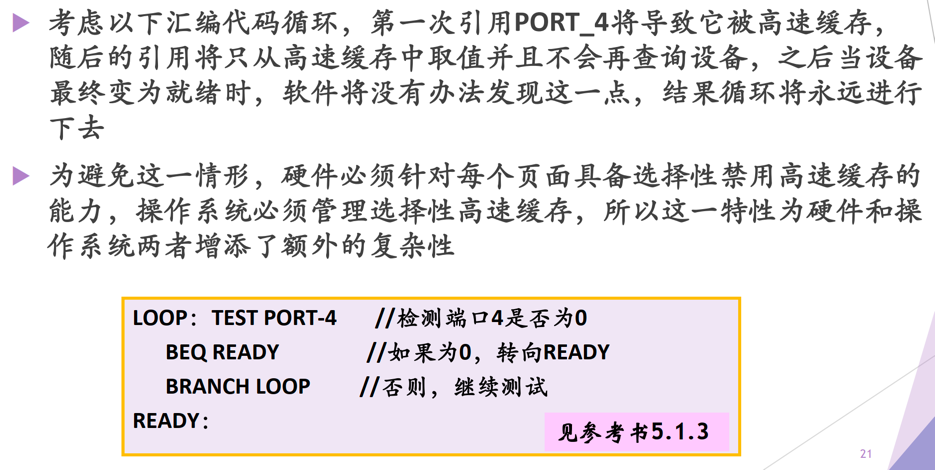 考虑以下汇编代码循环，第一次引用PORT_4将导致它被高速缓存，
随后的引用将只从高速缓存中取值并且不会再查询设备，之后当设备
最终变为就绪时，软件将没有办法发现这一点，结果循环将永远进行
下去
为避免这一情形，硬件必须针对每个页面具备选择性禁用高速缓存的
能力，操作系统必须管理选择性高速缓存，所以这一特性为硬件和操
作系统两者增添了额外的复杂性
LOOP：TEST PORT-4 //检测端口4是否为0
BEQ READY //如果为0，转向READY
BRANCH LOOP //否则，继续测试
READY：
见参考书5.1.3
21